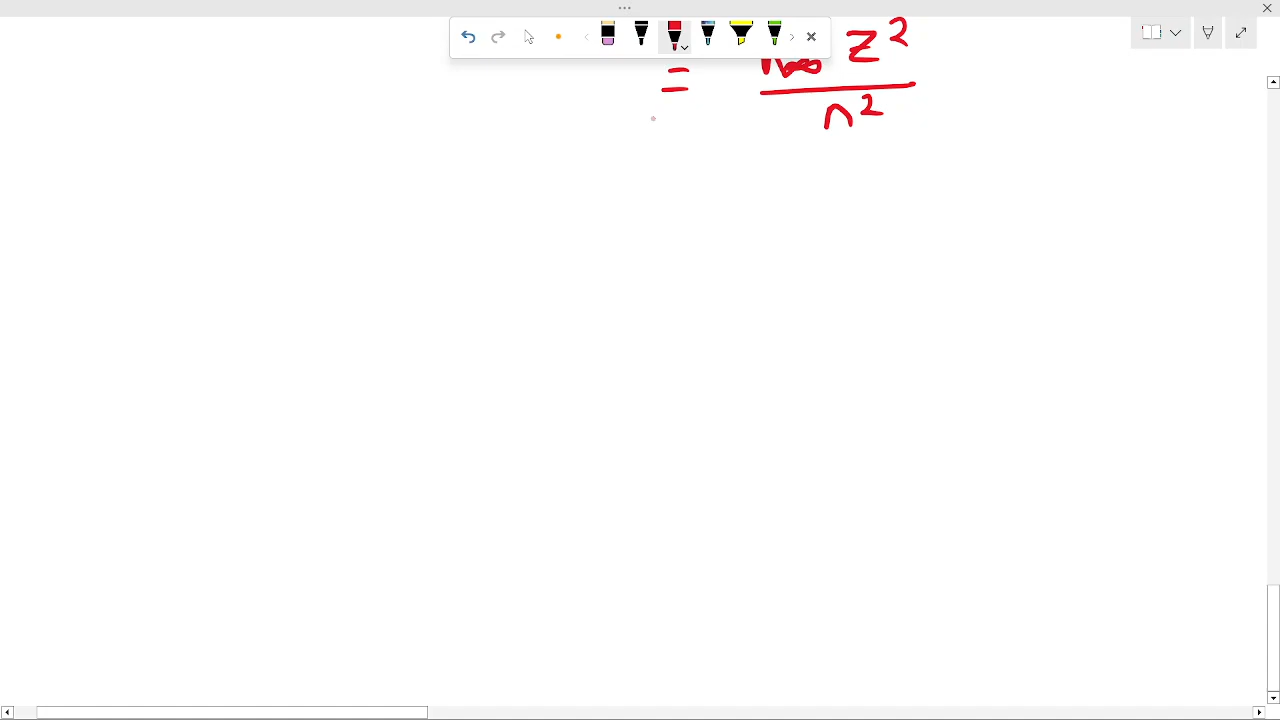 = z²
n²